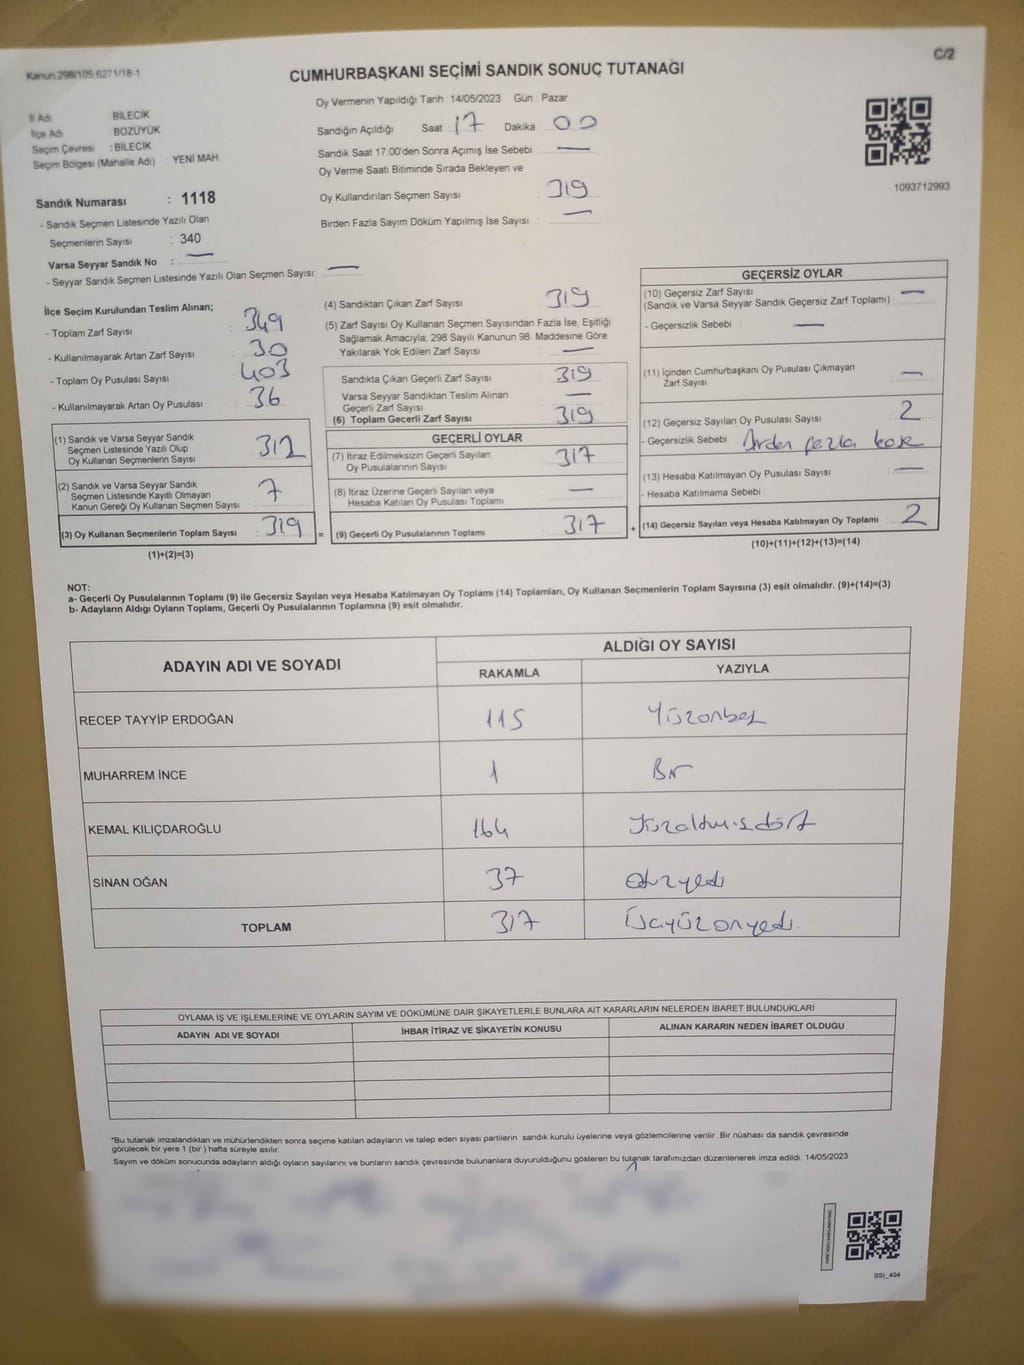 Kanun.298/105.6271/18-1
C/2
CUMHURBAŞKANI SEÇİMİ SANDIK SONUÇ TUTANAĞI
Oy Vermenin Yapıldığı Tarih 14/05/2023 Gün : Pazar
İl Adı BİLECİK
İlçe Adı BOZÜYÜK
Seçim Çevresi : BİLECİK
Seçim Bölgesi (Mahalle Adı) : YENİ MAH.
Sandığın Açıldığı Saat : 17 Dakika : 00
Sandık Saat 17.00'den Sonra Açılmış İse Sebebi : —
Oy Verme Saati Bitiminde Sırada Bekleyen ve
Oy Kullandırılan Seçmen Sayısı : 319
Birden Fazla Sayım Döküm Yapılmış İse Sayısı : —
1093712993
Sandık Numarası : 1118
- Sandık Seçmen Listesinde Yazılı Olan
Seçmenlerin Sayısı : 340
Varsa Seyyar Sandık No : —
- Seyyar Sandık Seçmen Listesinde Yazılı Olan Seçmen Sayısı: —
İlçe Seçim Kurulundan Teslim Alınan;
- Toplam Zarf Sayısı : 349
- Kullanılmayarak Artan Zarf Sayısı : 30
- Toplam Oy Pusulası Sayısı : 403
- Kullanılmayarak Artan Oy Pusulası : 36
(1) Sandık ve Varsa Seyyar Sandık
Seçmen Listesinde Yazılı Olup
Oy Kullanan Seçmenlerin Sayısı : 312
(2) Sandık ve Varsa Seyyar Sandık
Seçmen Listesinde Kayıtlı Olmayan
Kanun Gereği Oy Kullanan Seçmen Sayısı : 7
(3) Oy Kullanan Seçmenlerin Toplam Sayısı : 319
(1)+(2)=(3)
(4) Sandıktan Çıkan Zarf Sayısı : 319
(5) Zarf Sayısı Oy Kullanan Seçmen Sayısından Fazla İse, Eşitliği
Sağlamak Amacıyla; 298 Sayılı Kanunun 98. Maddesine Göre
Yakılarak Yok Edilen Zarf Sayısı : —
Sandıkta Çıkan Geçerli Zarf Sayısı : 319
Varsa Seyyar Sandıktan Teslim Alınan
Geçerli Zarf Sayısı : —
(6) Toplam Geçerli Zarf Sayısı : 319
GEÇERLİ OYLAR
(7) İtiraz Edilmeksizin Geçerli Sayılan
Oy Pusulalarının Sayısı : 317
(8) İtiraz Üzerine Geçerli Sayılan veya
Hesaba Katılan Oy Pusulası Toplamı : —
= (9) Geçerli Oy Pusulalarının Toplamı : 317
GEÇERSİZ OYLAR
(10) Geçersiz Zarf Sayısı : —
(Sandık ve Varsa Seyyar Sandık Geçersiz Zarf Toplamı)
- Geçersizlik Sebebi : —
(11) İçinden Cumhurbaşkanı Oy Pusulası Çıkmayan
Zarf Sayısı : —
(12) Geçersiz Sayılan Oy Pusulası Sayısı : 2
- Geçersizlik Sebebi : Birden fazla kaşe
(13) Hesaba Katılmayan Oy Pusulası Sayısı : —
- Hesaba Katılmama Sebebi :
+ (14) Geçersiz Sayılan veya Hesaba Katılmayan Oy Toplamı : 2
(10)+(11)+(12)+(13)=(14)
NOT:
a- Geçerli Oy Pusulalarının Toplamı (9) ile Geçersiz Sayılan veya Hesaba Katılmayan Oy Toplamı (14) Toplamları, Oy Kullanan Seçmenlerin Toplam Sayısına (3) eşit olmalıdır. (9)+(14)=(3)
b- Adayların Aldığı Oyların Toplamı, Geçerli Oy Pusulalarının Toplamına (9) eşit olmalıdır.
ADAYIN ADI VE SOYADI
ALDIĞI OY SAYISI
RAKAMLA YAZIYLA
RECEP TAYYİP ERDOĞAN 115 Yüzonbeş
MUHARREM İNCE 1 Bir
KEMAL KILIÇDAROĞLU 164 Yüzaltmışdört
SİNAN OĞAN 37 Otuzyedi
TOPLAM 317 Üçyüzonyedi.
OYLAMA İŞ VE İŞLEMLERİNE VE OYLARIN SAYIM VE DÖKÜMÜNE DAİR ŞİKAYETLERLE BUNLARA AİT KARARLARIN NELERDEN İBARET BULUNDUKLARI
ADAYIN ADI VE SOYADI İHBAR İTİRAZ VE ŞİKAYETİN KONUSU ALINAN KARARIN NEDEN İBARET OLDUĞU
*Bu tutanak imzalandıktan ve mühürlendikten sonra seçime katılan adayların ve talep eden siyasi partilerin sandık kurulu üyelerine veya gözlemcilerine verilir. Bir nüshası da sandık çevresinde
görülecek bir yere 1 (bir) hafta süreyle asılır.
Sayım ve döküm sonucunda adayların aldığı oyların sayılarını ve bunların sandık çevresinde bulunanlara duyurulduğunu gösteren bu tutanak tarafımızdan düzenlenerek imza edildi. 14/05/2023
SSI_404